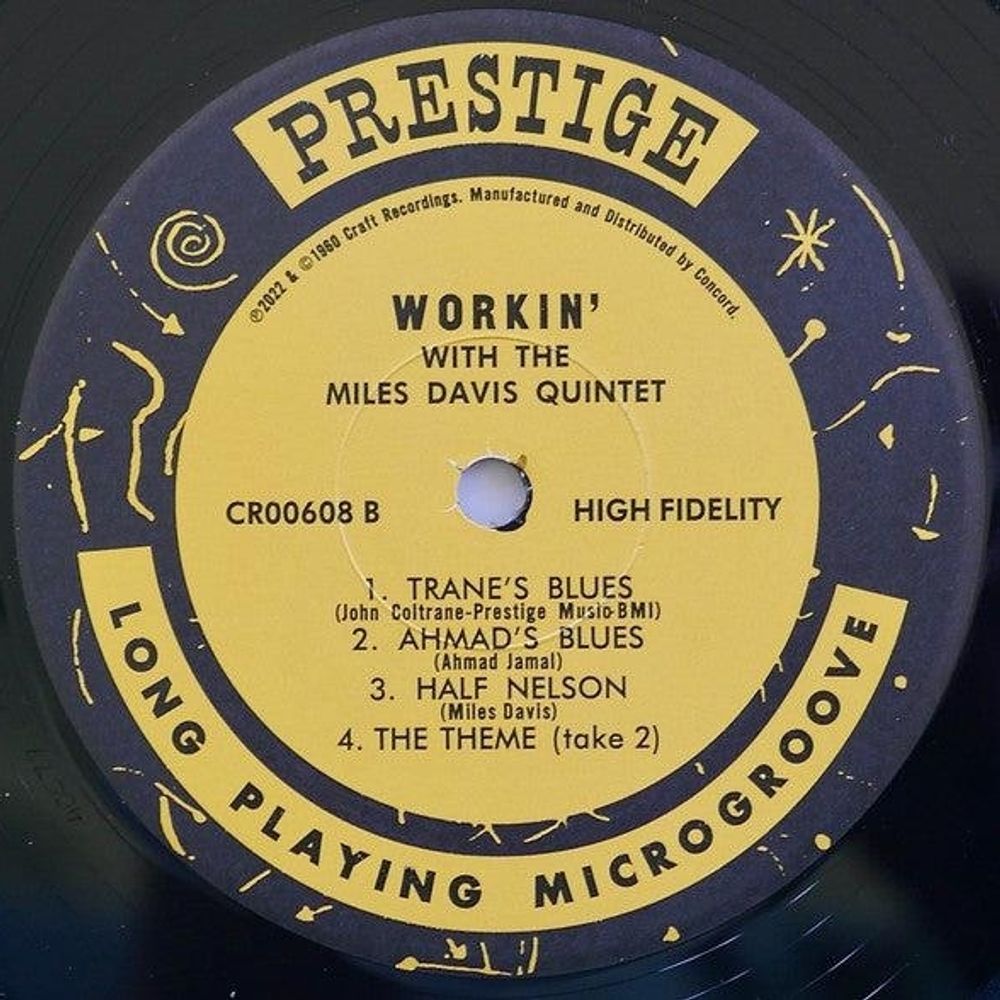 PRESTIGE
℗2022 & ©1960 Craft Recordings. Manufactured and Distributed by Concord.
WORKIN'
WITH THE
MILES DAVIS QUINTET
CR00608 B
HIGH FIDELITY
1. TRANE'S BLUES
(John Coltrane-Prestige Music-BMI)
2. AHMAD'S BLUES
(Ahmad Jamal)
3. HALF NELSON
(Miles Davis)
4. THE THEME (take 2)
LONG PLAYING MICROGROOVE